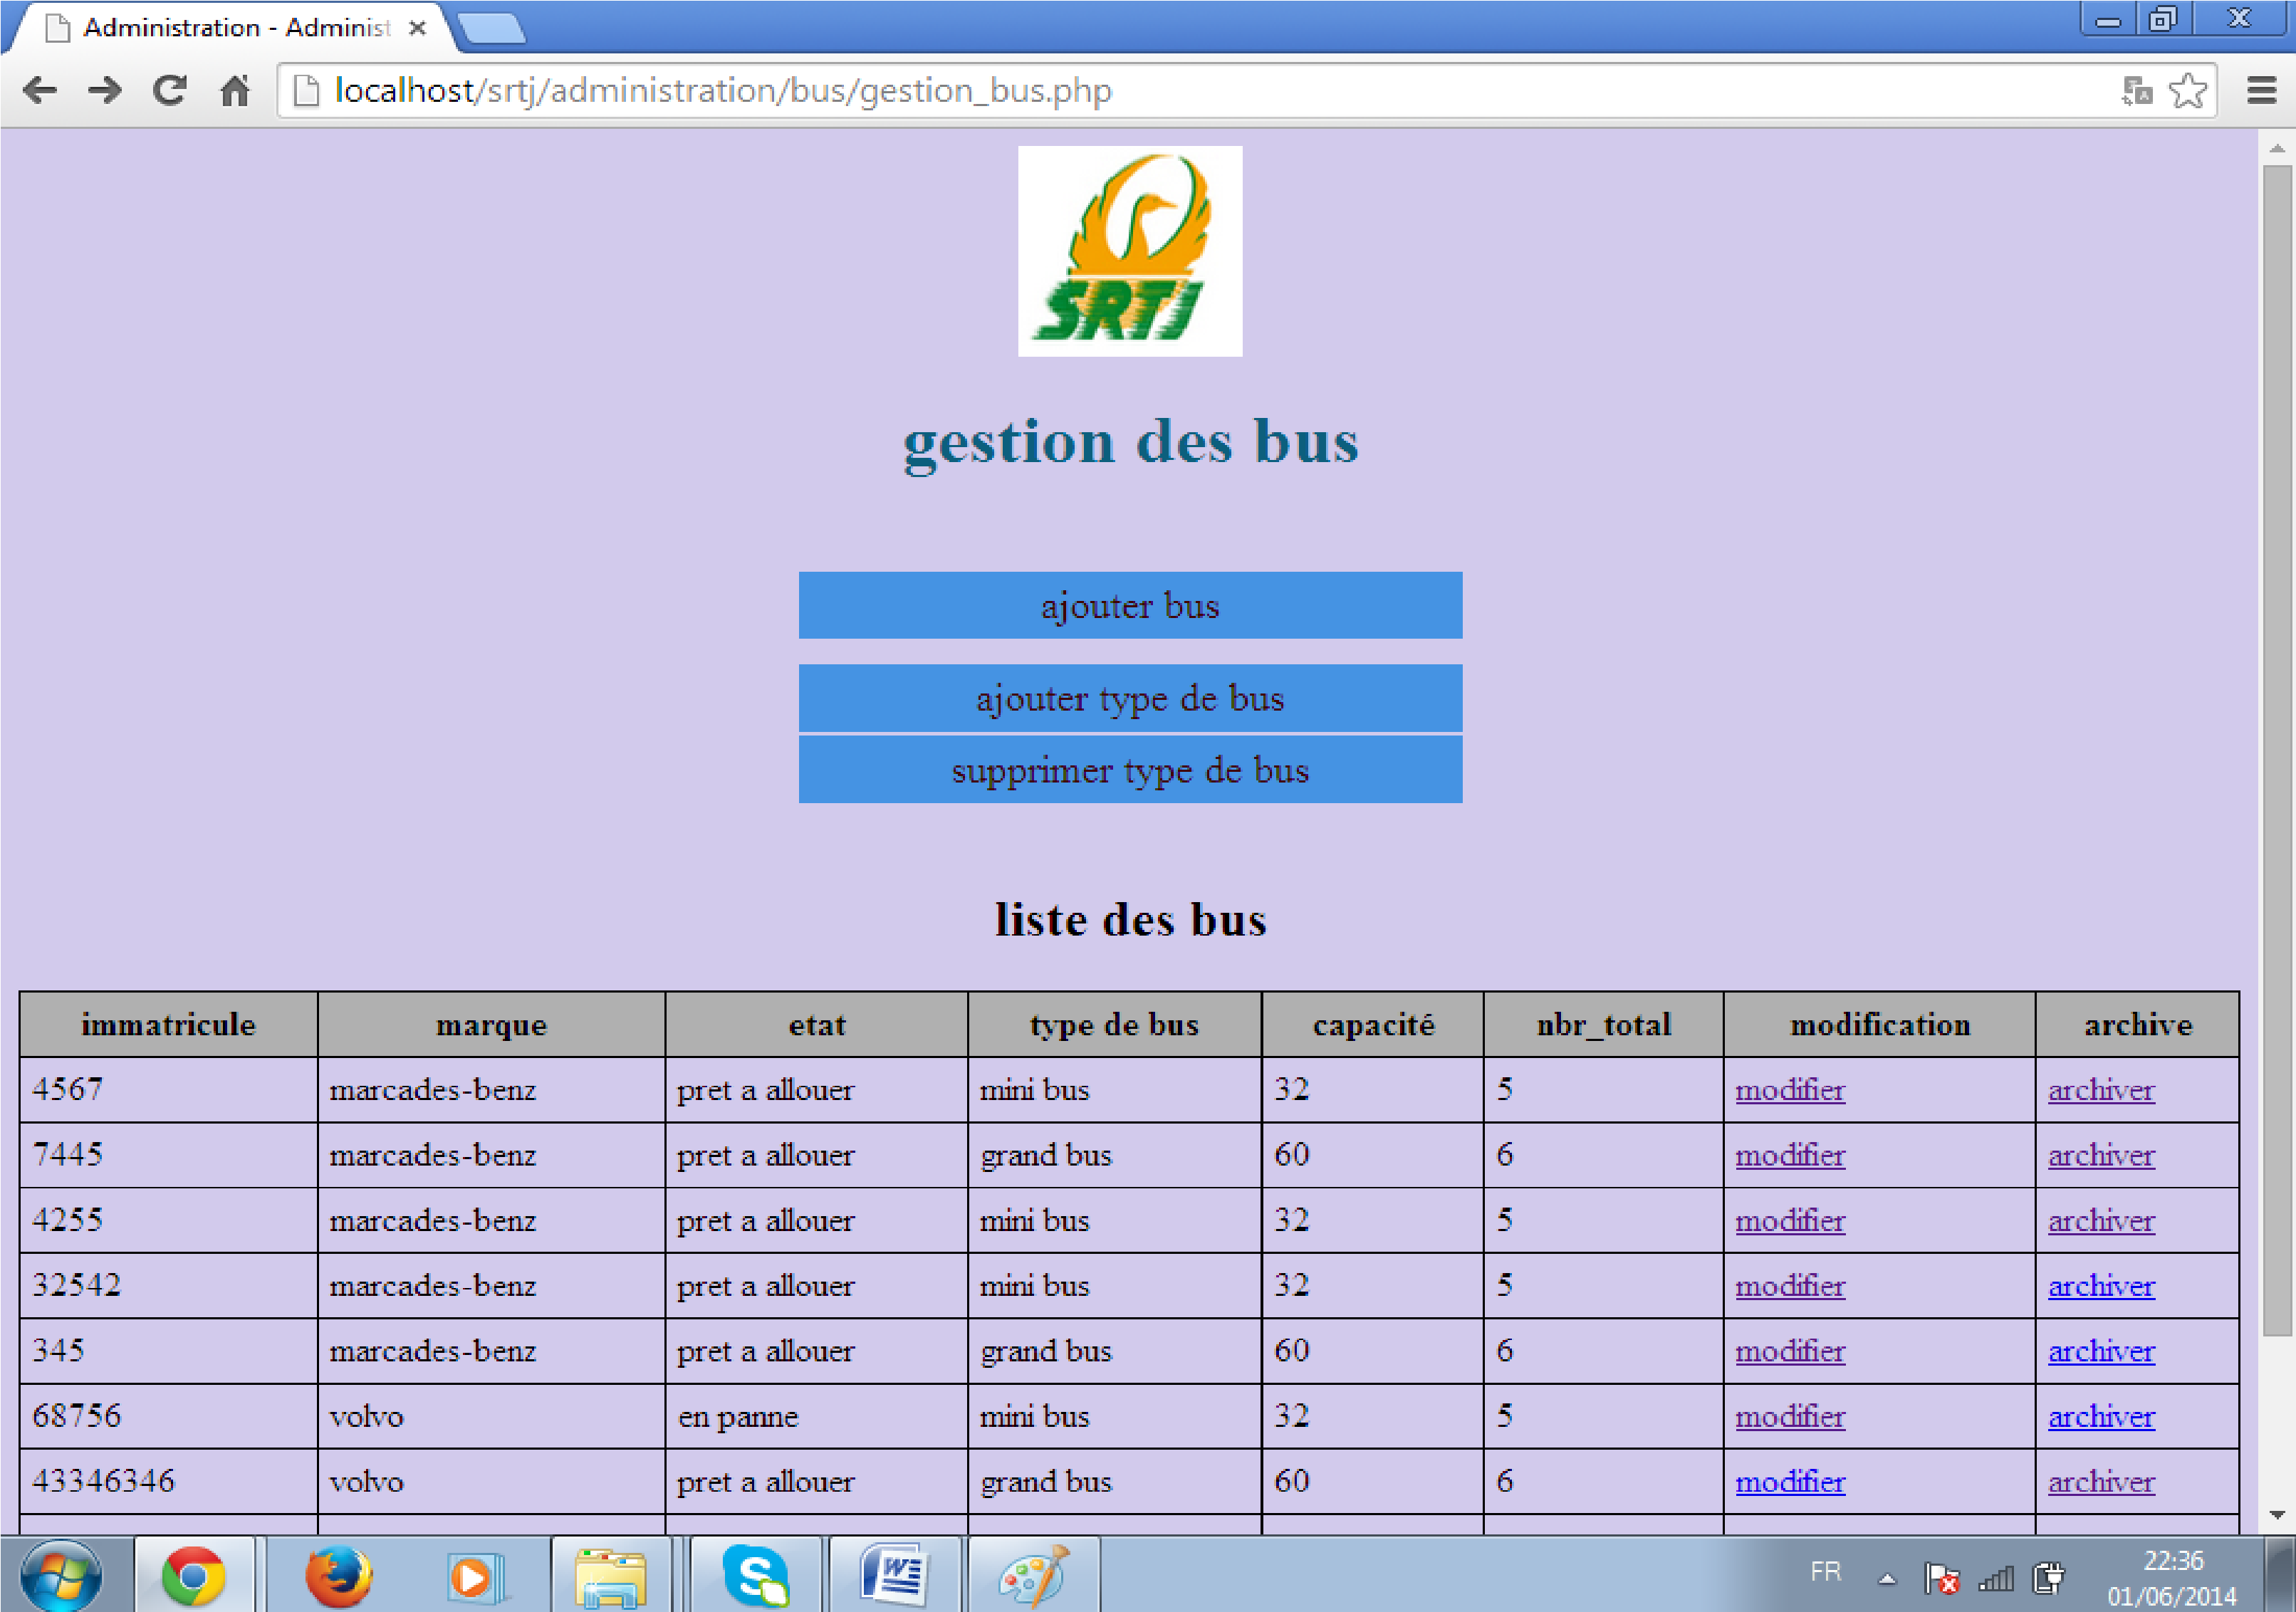 Administration - Administ
localhost/srtj/administration/bus/gestion_bus.php
SRTJ
gestion des bus
ajouter bus
ajouter type de bus
supprimer type de bus
liste des bus
immatricule marque etat type de bus capacité nbr_total modification archive
4567 marcades-benz pret a allouer mini bus 32 5 modifier archiver
7445 marcades-benz pret a allouer grand bus 60 6 modifier archiver
4255 marcades-benz pret a allouer mini bus 32 5 modifier archiver
32542 marcades-benz pret a allouer mini bus 32 5 modifier archiver
345 marcades-benz pret a allouer grand bus 60 6 modifier archiver
68756 volvo en panne mini bus 32 5 modifier archiver
43346346 volvo pret a allouer grand bus 60 6 modifier archiver
FR 22:36
01/06/2014